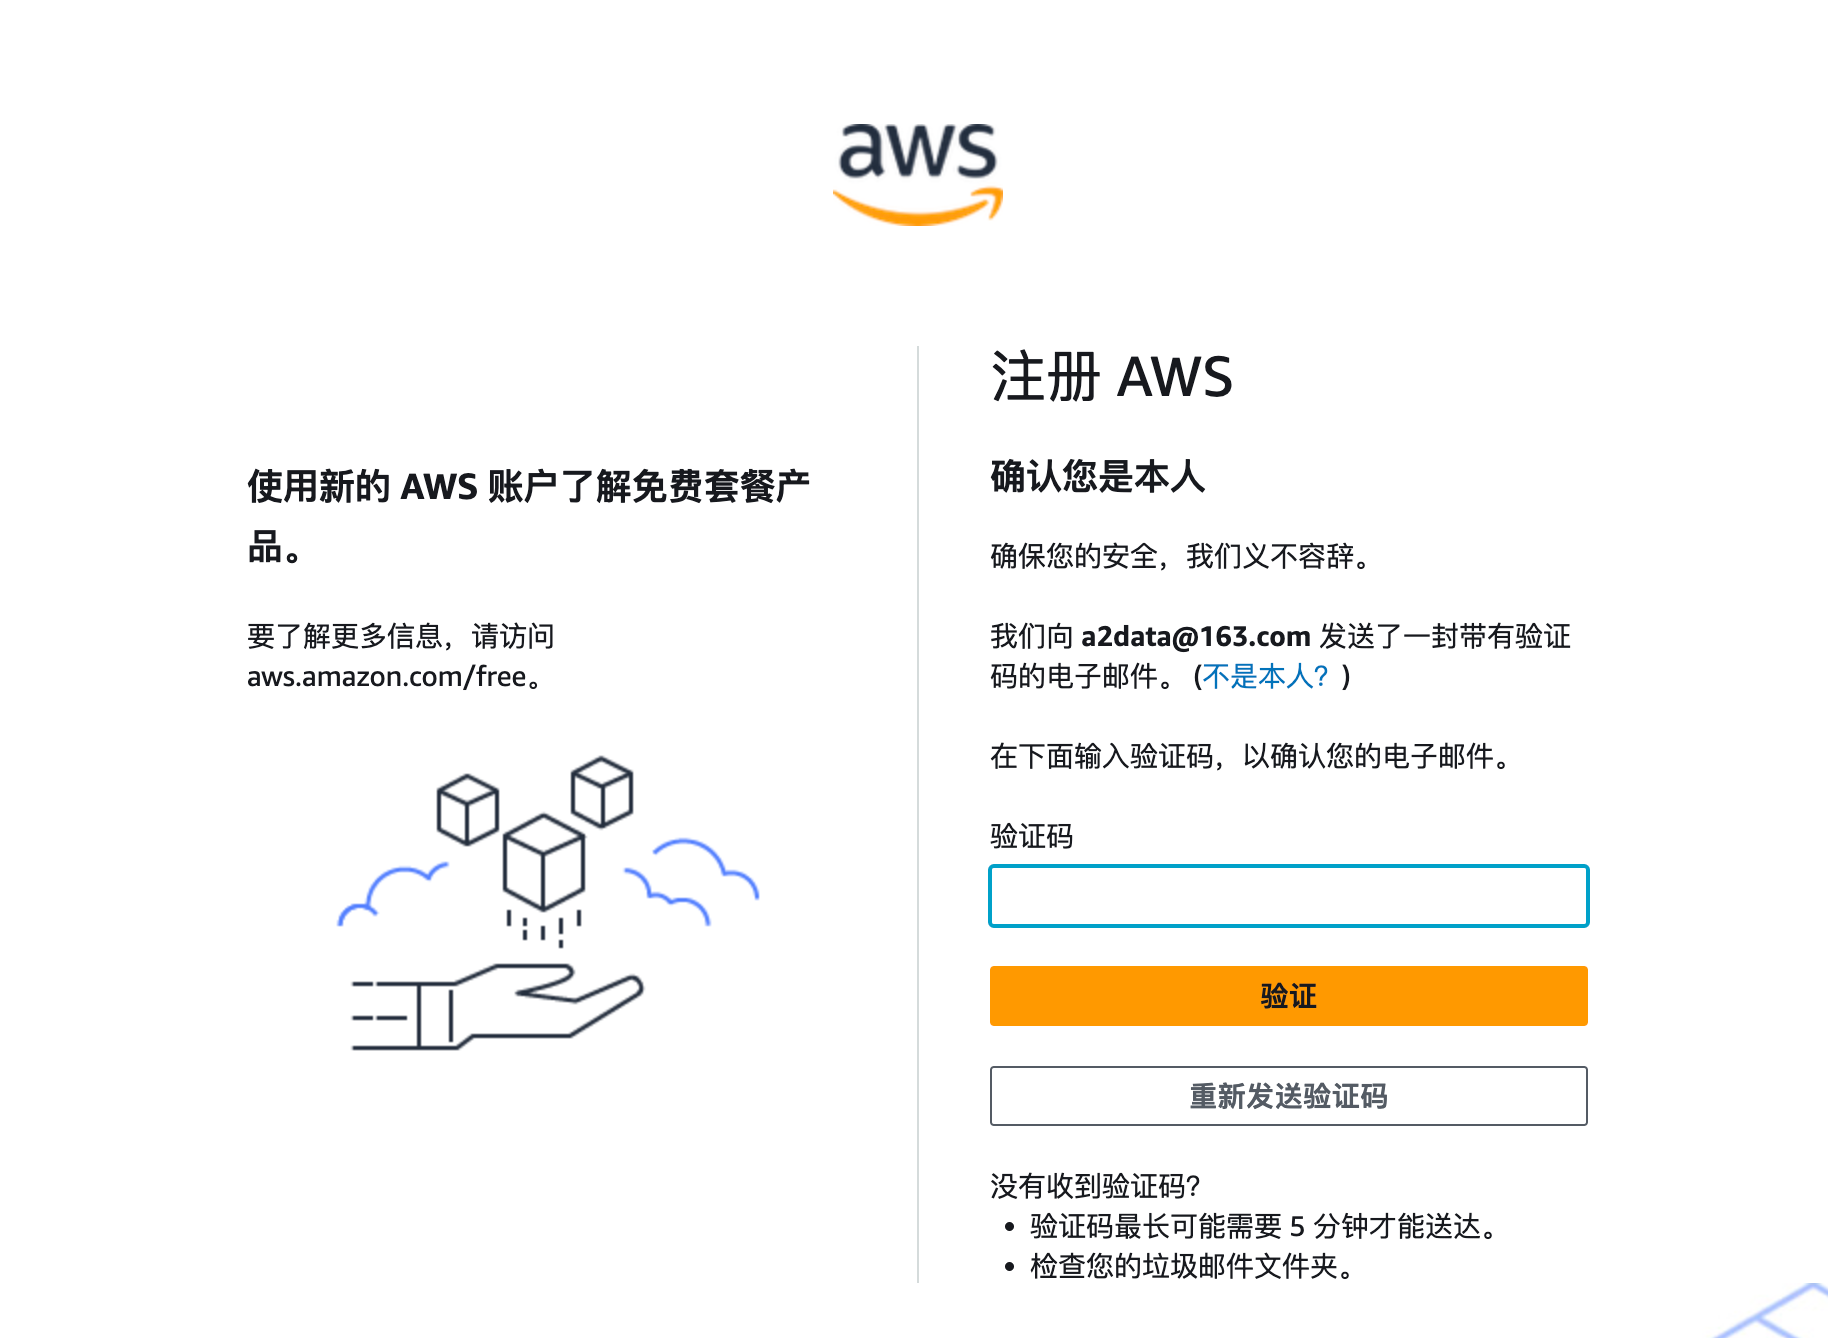 aws
使用新的 AWS 账户了解免费套餐产
品。
要了解更多信息，请访问
aws.amazon.com/free。
注册 AWS
确认您是本人
确保您的安全，我们义不容辞。
我们向 a2data@163.com 发送了一封带有验证
码的电子邮件。 (不是本人？)
在下面输入验证码，以确认您的电子邮件。
验证码
验证
重新发送验证码
没有收到验证码？
• 验证码最长可能需要 5 分钟才能送达。
• 检查您的垃圾邮件文件夹。